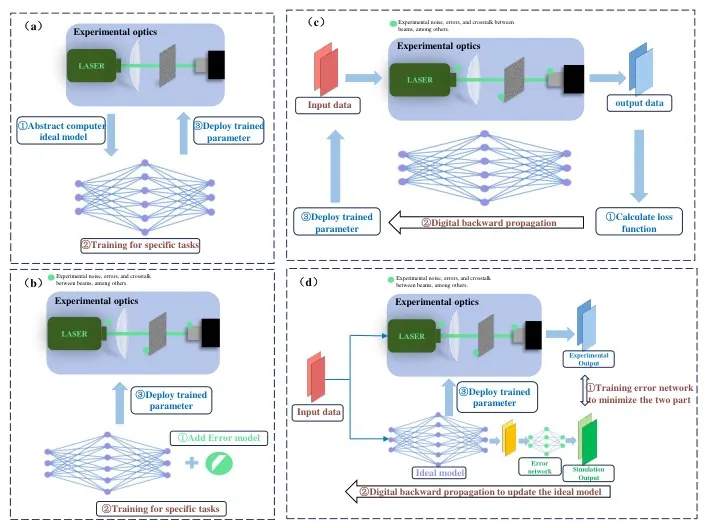 (a)
Experimental optics
LASER
①Abstract computer
ideal model
③Deploy trained
parameter
②Training for specific tasks
(b)
Experimental noise, errors, and crosstalk
between beams, among others.
Experimental optics
LASER
③Deploy trained
parameter
①Add Error model
②Training for specific tasks
(c)
Experimental noise, errors, and crosstalk between
beams, among others.
Experimental optics
LASER
Input data
output data
③Deploy trained
parameter
②Digital backward propagation
①Calculate loss
function
(d)
Experimental noise, errors, and crosstalk
between beams, among others.
Experimental optics
LASER
Experimental
Output
①Training error network
to minimize the two part
Input data
③Deploy trained
parameter
Ideal model
Error
network
Simulation
Output
②Digital backward propagation to update the ideal model